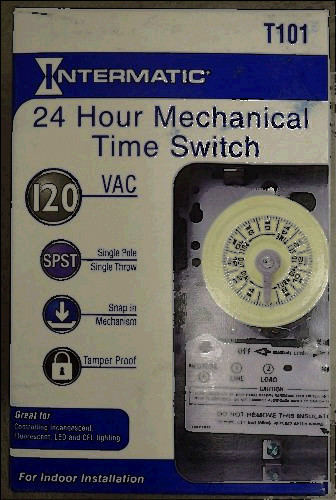 T101
INTERMATIC
24 Hour Mechanical
Time Switch
120 VAC
SPST
Single Pole
Single Throw
Snap in
Mechanism
Tamper Proof
Great for
Controlling incandescent,
Fluorescent, LED and CFL lighting
For Indoor Installation
OFF
LINE
LOAD
CAUTION
DO NOT REMOVE THIS INSULATOR